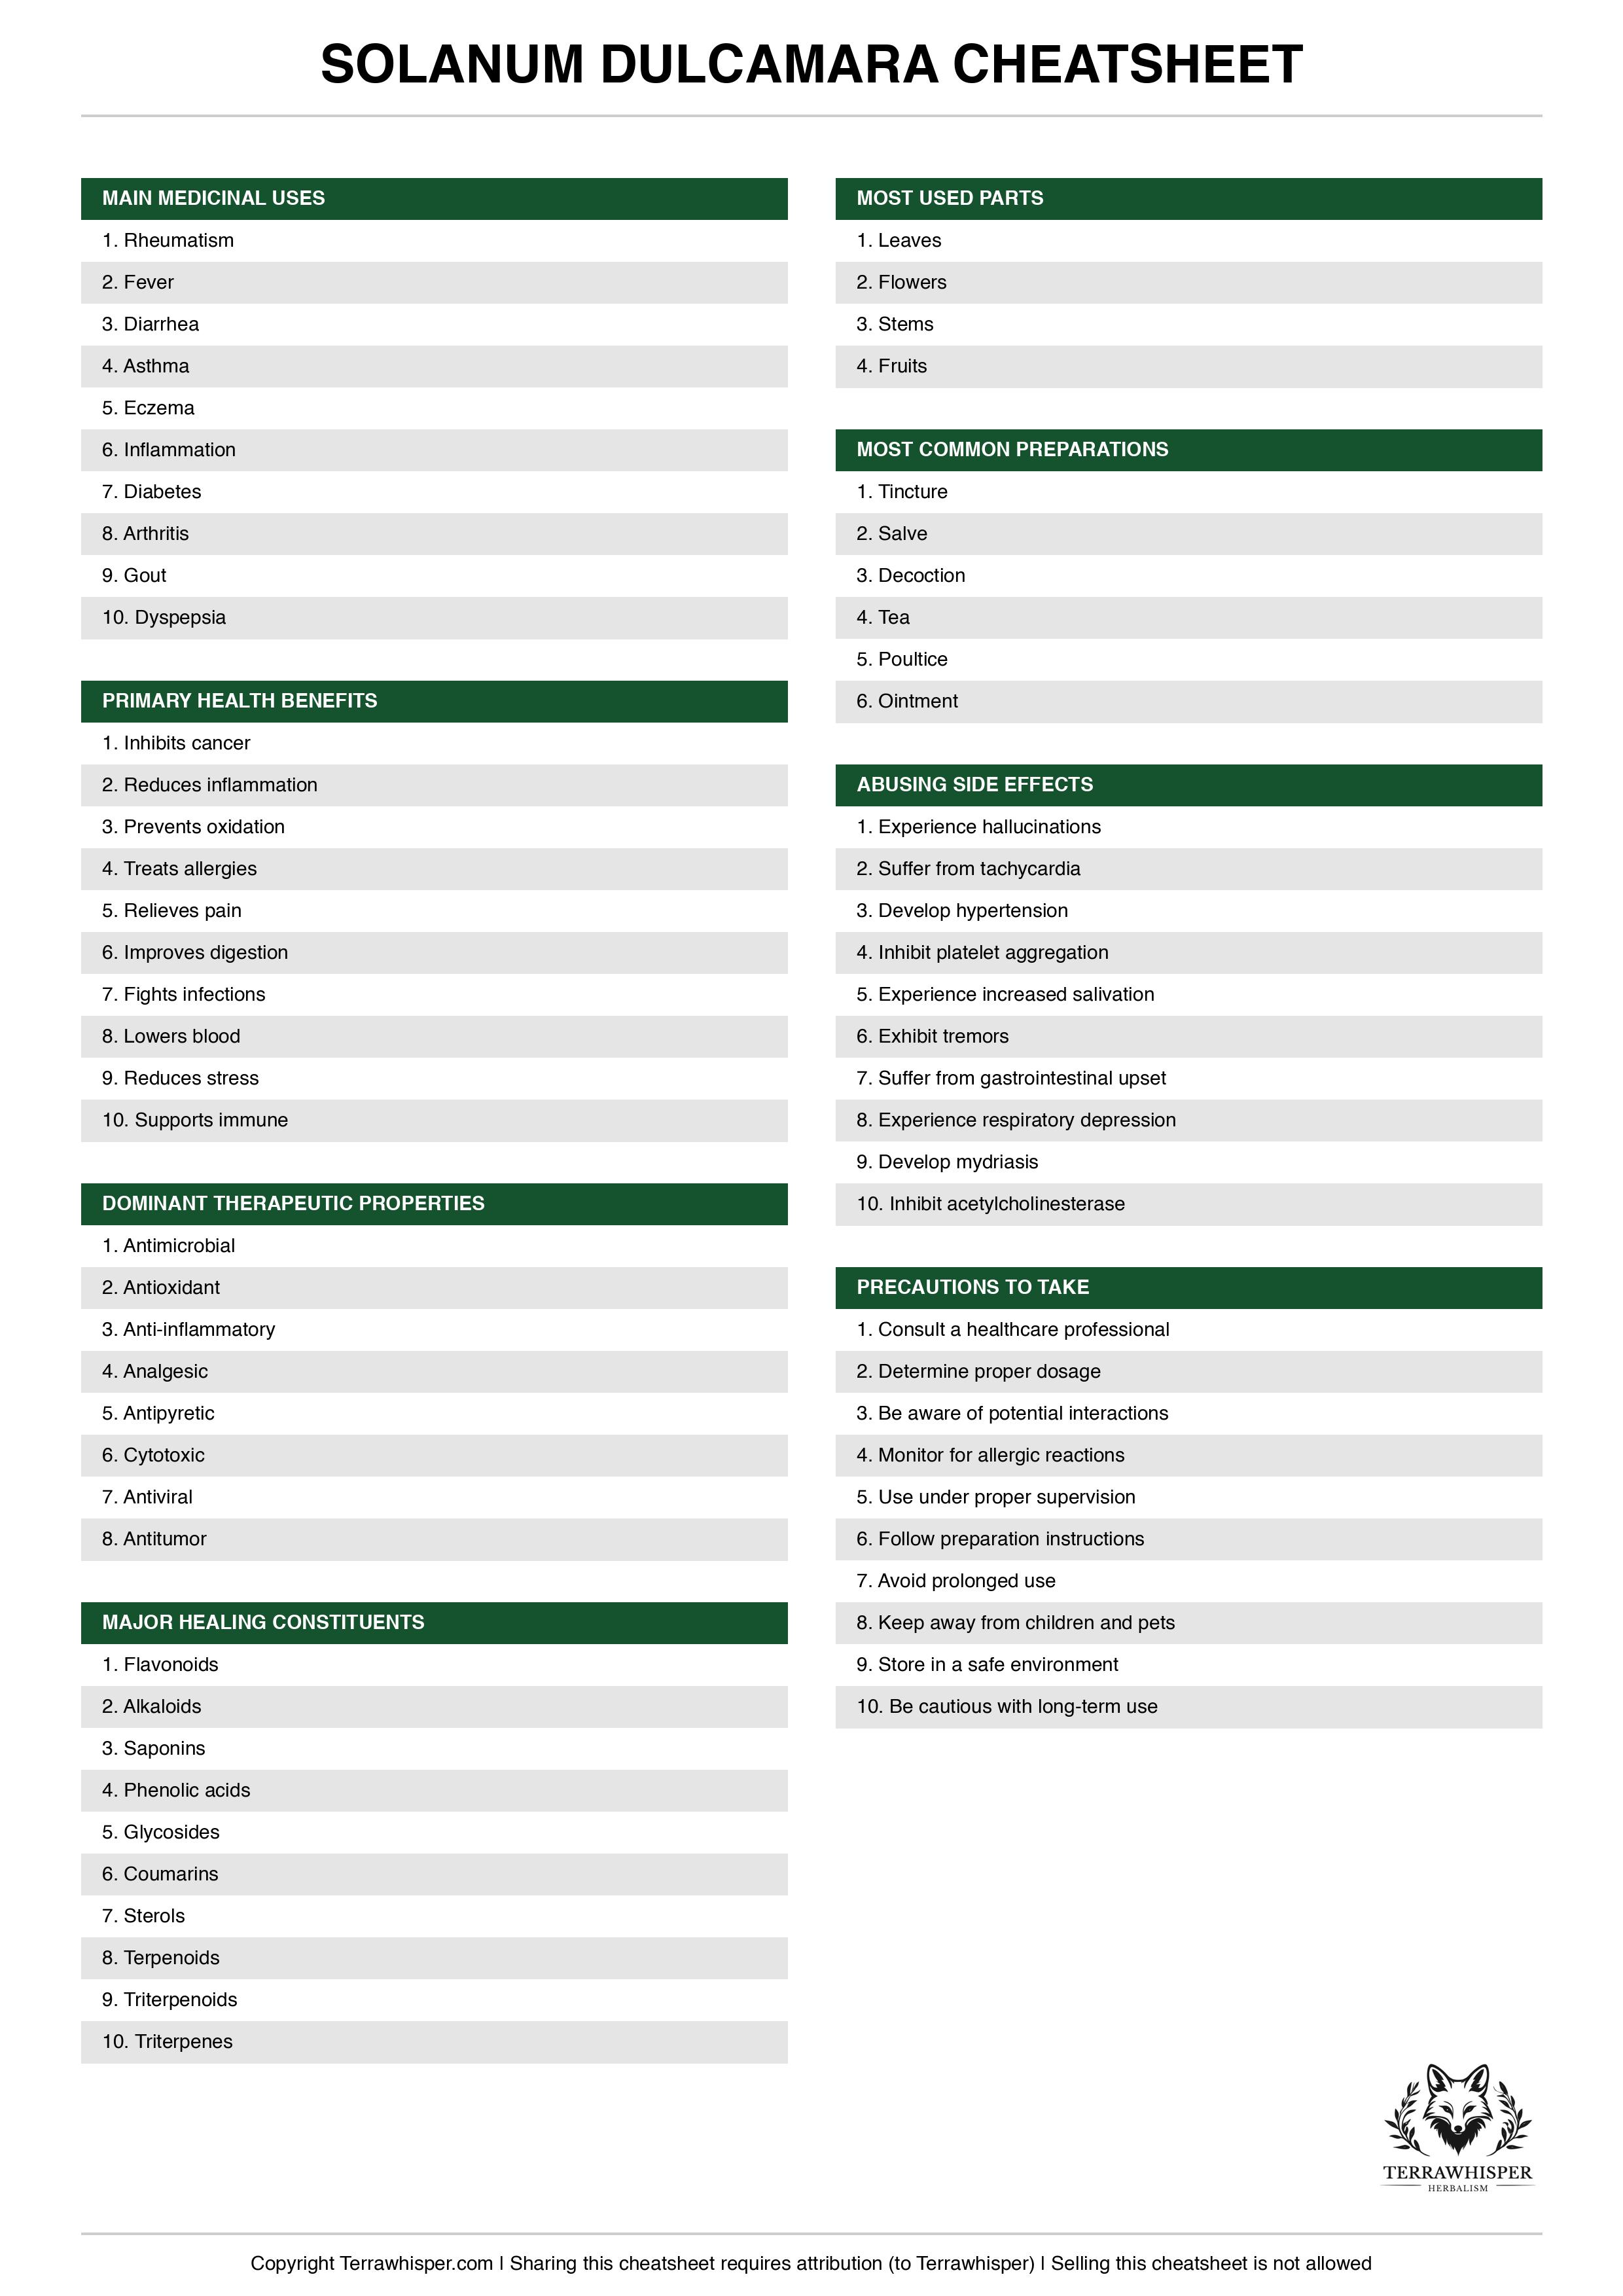 SOLANUM DULCAMARA CHEATSHEET
MAIN MEDICINAL USES
1. Rheumatism
2. Fever
3. Diarrhea
4. Asthma
5. Eczema
6. Inflammation
7. Diabetes
8. Arthritis
9. Gout
10. Dyspepsia
PRIMARY HEALTH BENEFITS
1. Inhibits cancer
2. Reduces inflammation
3. Prevents oxidation
4. Treats allergies
5. Relieves pain
6. Improves digestion
7. Fights infections
8. Lowers blood
9. Reduces stress
10. Supports immune
DOMINANT THERAPEUTIC PROPERTIES
1. Antimicrobial
2. Antioxidant
3. Anti-inflammatory
4. Analgesic
5. Antipyretic
6. Cytotoxic
7. Antiviral
8. Antitumor
MAJOR HEALING CONSTITUENTS
1. Flavonoids
2. Alkaloids
3. Saponins
4. Phenolic acids
5. Glycosides
6. Coumarins
7. Sterols
8. Terpenoids
9. Triterpenoids
10. Triterpenes
MOST USED PARTS
1. Leaves
2. Flowers
3. Stems
4. Fruits
MOST COMMON PREPARATIONS
1. Tincture
2. Salve
3. Decoction
4. Tea
5. Poultice
6. Ointment
ABUSING SIDE EFFECTS
1. Experience hallucinations
2. Suffer from tachycardia
3. Develop hypertension
4. Inhibit platelet aggregation
5. Experience increased salivation
6. Exhibit tremors
7. Suffer from gastrointestinal upset
8. Experience respiratory depression
9. Develop mydriasis
10. Inhibit acetylcholinesterase
PRECAUTIONS TO TAKE
1. Consult a healthcare professional
2. Determine proper dosage
3. Be aware of potential interactions
4. Monitor for allergic reactions
5. Use under proper supervision
6. Follow preparation instructions
7. Avoid prolonged use
8. Keep away from children and pets
9. Store in a safe environment
10. Be cautious with long-term use
TERRAWHISPER
HERBALISM
Copyright Terrawhisper.com | Sharing this cheatsheet requires attribution (to Terrawhisper) | Selling this cheatsheet is not allowed